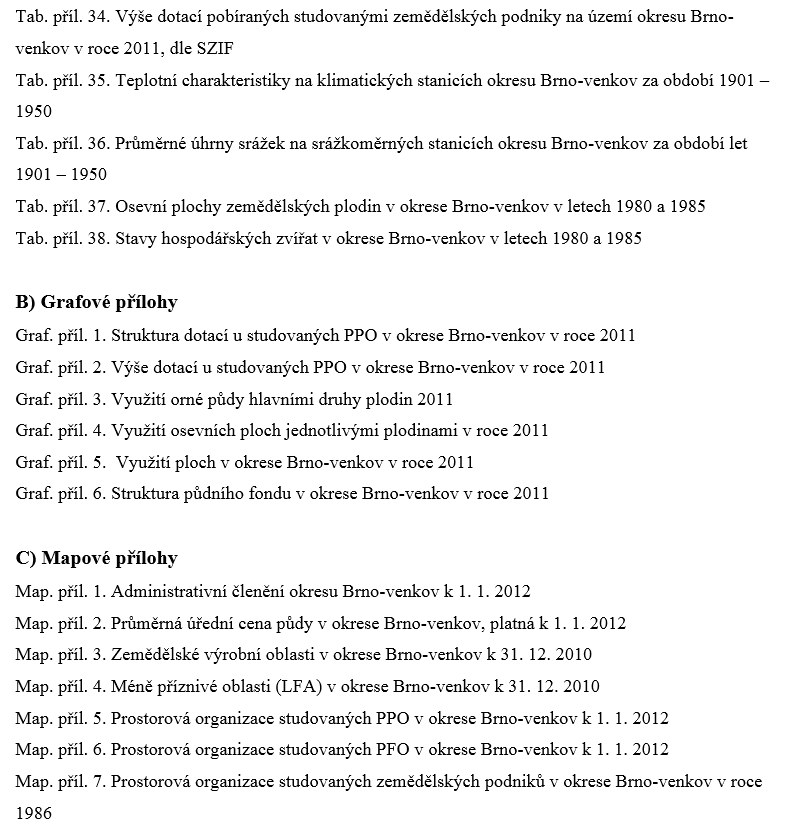 Tab. příl. 34. Výše dotací pobíraných studovanými zemědělských podniky na území okresu Brno-
venkov v roce 2011, dle SZIF
Tab. příl. 35. Teplotní charakteristiky na klimatických stanicích okresu Brno-venkov za období 1901 –
1950
Tab. příl. 36. Průměrné úhrny srážek na srážkoměrných stanicích okresu Brno-venkov za období let
1901 – 1950
Tab. příl. 37. Osevní plochy zemědělských plodin v okrese Brno-venkov v letech 1980 a 1985
Tab. příl. 38. Stavy hospodářských zvířat v okrese Brno-venkov v letech 1980 a 1985
B) Grafové přílohy
Graf. příl. 1. Struktura dotací u studovaných PPO v okrese Brno-venkov v roce 2011
Graf. příl. 2. Výše dotací u studovaných PPO v okrese Brno-venkov v roce 2011
Graf. příl. 3. Využití orné půdy hlavními druhy plodin 2011
Graf. příl. 4. Využití osevních ploch jednotlivými plodinami v roce 2011
Graf. příl. 5.  Využití ploch v okrese Brno-venkov v roce 2011
Graf. příl. 6. Struktura půdního fondu v okrese Brno-venkov v roce 2011
C) Mapové přílohy
Map. příl. 1. Administrativní členění okresu Brno-venkov k 1. 1. 2012
Map. příl. 2. Průměrná úřední cena půdy v okrese Brno-venkov, platná k 1. 1. 2012
Map. příl. 3. Zemědělské výrobní oblasti v okrese Brno-venkov k 31. 12. 2010
Map. příl. 4. Méně příznivé oblasti (LFA) v okrese Brno-venkov k 31. 12. 2010
Map. příl. 5. Prostorová organizace studovaných PPO v okrese Brno-venkov k 1. 1. 2012
Map. příl. 6. Prostorová organizace studovaných PFO v okrese Brno-venkov k 1. 1. 2012
Map. příl. 7. Prostorová organizace studovaných zemědělských podniků v okrese Brno-venkov v roce
1986